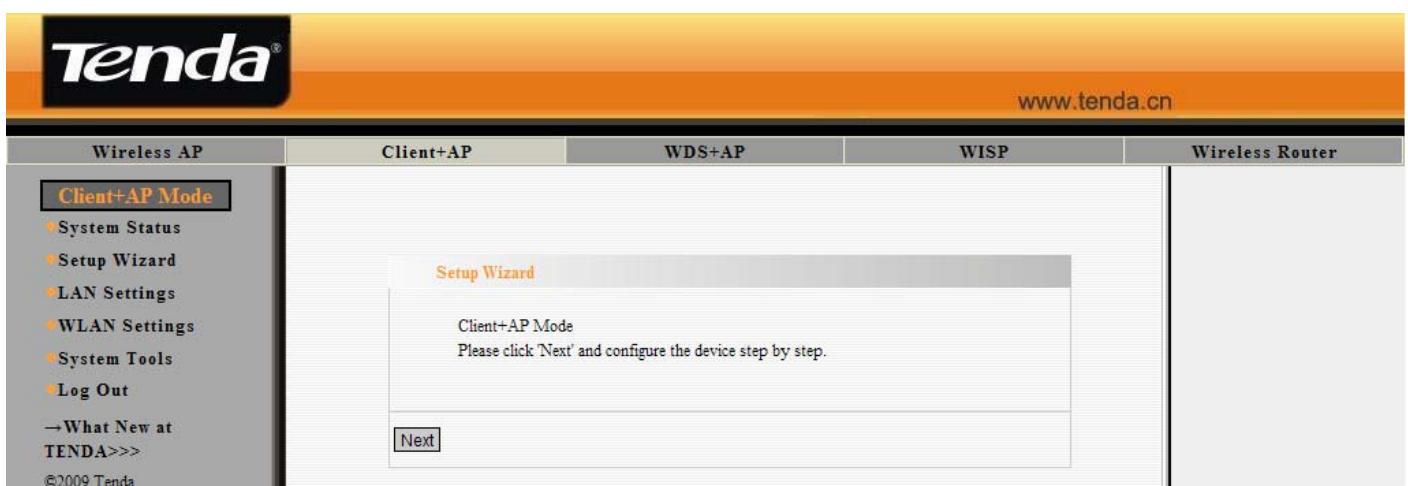 Tenda®
www.tenda.cn
Wireless AP
Client+AP
WDS+AP
WISP
Wireless Router
Client+AP Mode
System Status
Setup Wizard
LAN Settings
WLAN Settings
System Tools
Log Out
→What New at
TENDA>>>
©2009 Tenda
Setup Wizard
Client+AP Mode
Please click 'Next' and configure the device step by step.
Next